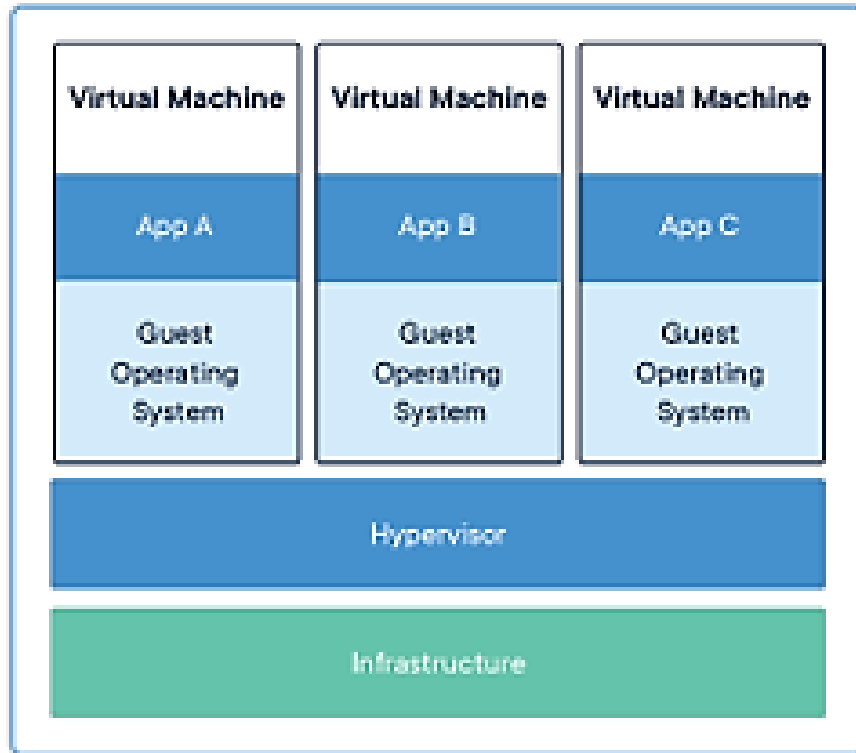 Virtual Machine Virtual Machine Virtual Machine
App A App B App C
Guest Guest Guest
Operating Operating Operating
System System System
Hypervisor
Infrastructure